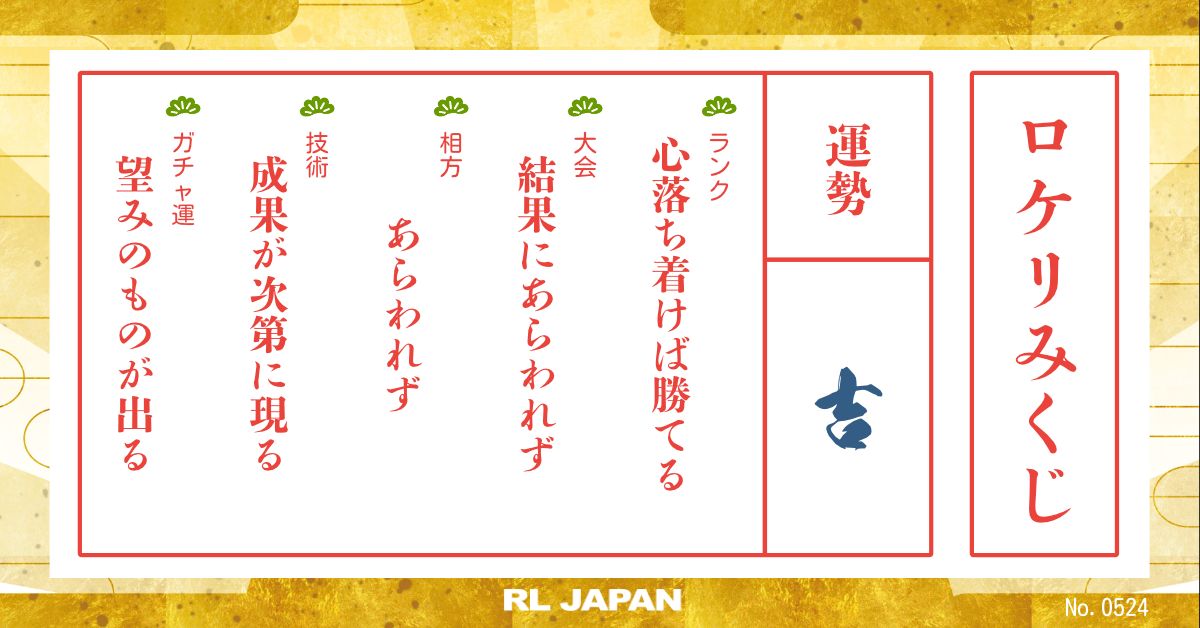 ロケリみくじ
運勢
吉
ランク
心落ち着けば勝てる
大会
結果にあらわれず
相方
あらわれず
技術
成果が次第に現る
ガチャ運
望みのものが出る
RL JAPAN
No. 0524